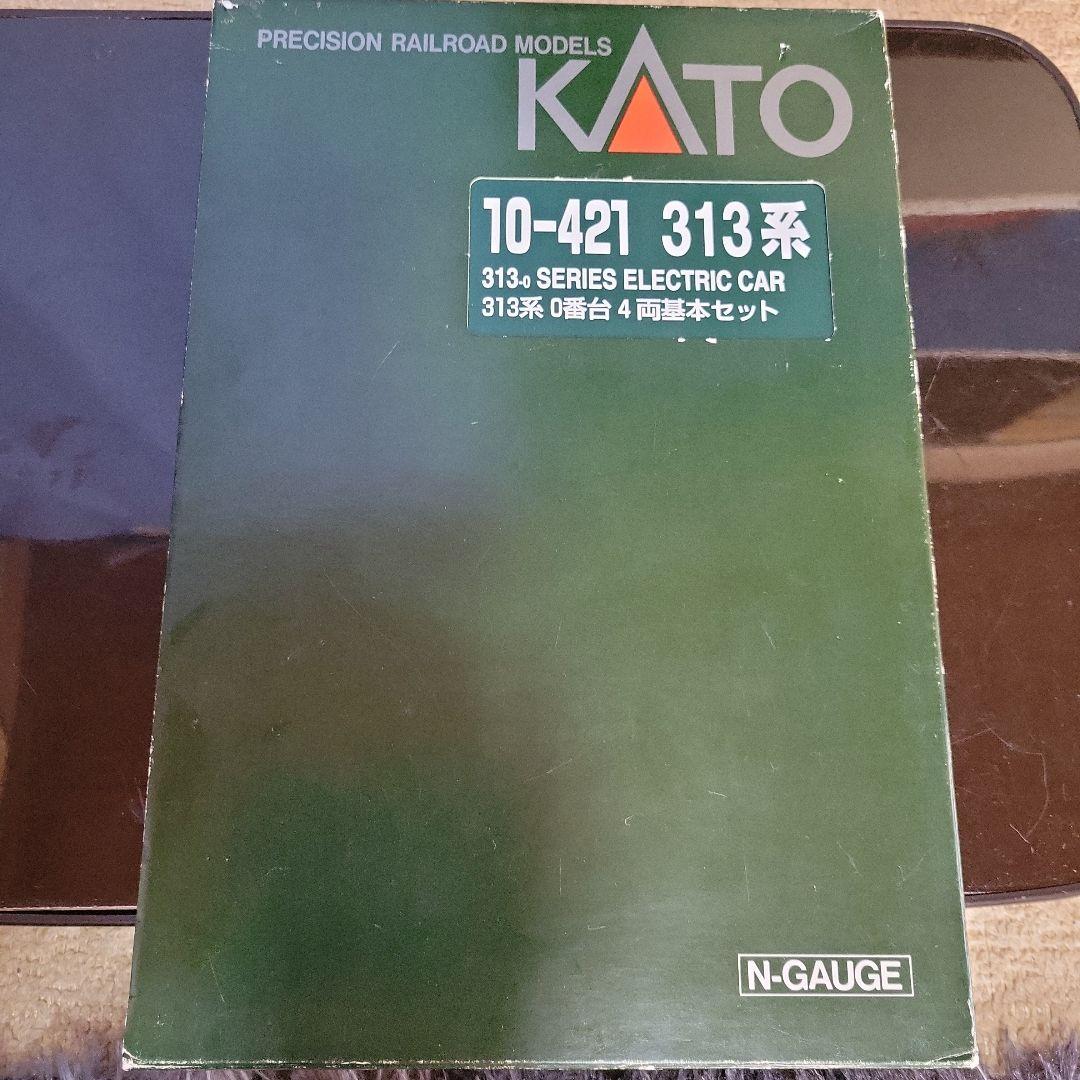 PRECISION RAILROAD MODELS
KATO
10-421 313系
313-0 SERIES ELECTRIC CAR
313系 0番台 4両基本セット
N-GAUGE